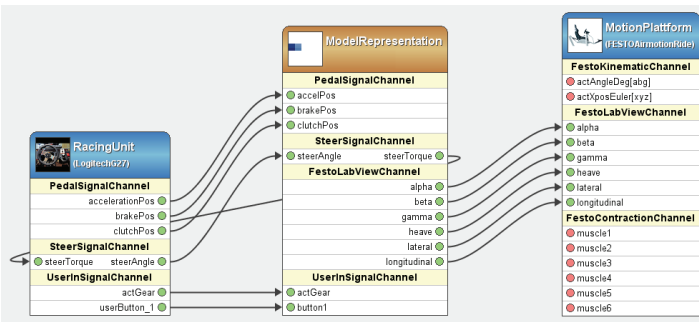 RacingUnit
(LogitechG27)
PedalSignalChannel
accelerationPos
brakePos
clutchPos
SteerSignalChannel
steerTorque steerAngle
UserInSignalChannel
actGear
userButton_1
ModelRepresentation
PedalSignalChannel
accelPos
brakePos
clutchPos
SteerSignalChannel
steerAngle steerTorque
FestoLabViewChannel
alpha
beta
gamma
heave
lateral
longitudinal
UserInSignalChannel
actGear
button1
MotionPlattform
(FESTOAirmotionRide)
FestoKinematicChannel
actAngleDeg[abg]
actXposEuler[xyz]
FestoLabViewChannel
alpha
beta
gamma
heave
lateral
longitudinal
FestoContractionChannel
muscle1
muscle2
muscle3
muscle4
muscle5
muscle6